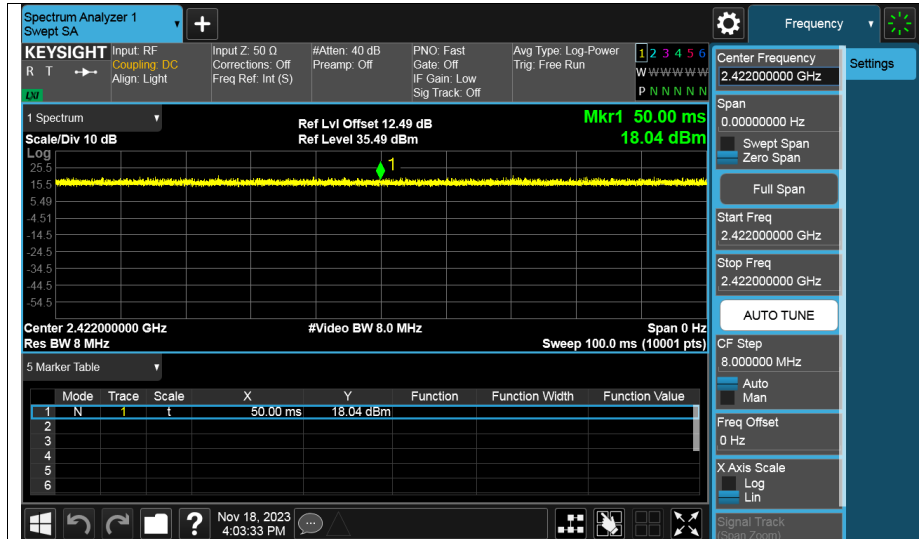 Spectrum Analyzer 1
Swept SA
+
Frequency
KEYSIGHT
R T
LXI
Input: RF
Coupling: DC
Align: Light
Input Z: 50 Ω
Corrections: Off
Freq Ref: Int (S)
#Atten: 40 dB
Preamp: Off
PNO: Fast
Gate: Off
IF Gain: Low
Sig Track: Off
Avg Type: Log-Power
Trig: Free Run
1 2 3 4 5 6
W W W W W W
P N N N N N
1 Spectrum
Scale/Div 10 dB
Ref Lvl Offset 12.49 dB
Ref Level 35.49 dBm
Mkr1 50.00 ms
18.04 dBm
Log
25.5
15.5
5.49
-4.51
-14.5
-24.5
-34.5
-44.5
-54.5
1
Center 2.422000000 GHz
Res BW 8 MHz
#Video BW 8.0 MHz
Span 0 Hz
Sweep 100.0 ms (10001 pts)
5 Marker Table
Mode Trace Scale X Y Function Function Width Function Value
1 N 1 t 50.00 ms 18.04 dBm
2
3
4
5
6
?
Nov 18, 2023
4:03:33 PM
Center Frequency
2.422000000 GHz
Span
0.00000000 Hz
Swept Span
Zero Span
Full Span
Start Freq
2.422000000 GHz
Stop Freq
2.422000000 GHz
AUTO TUNE
CF Step
8.000000 MHz
Auto
Man
Freq Offset
0 Hz
X Axis Scale
Log
Lin
Signal Track
(Span Zoom)
Settings